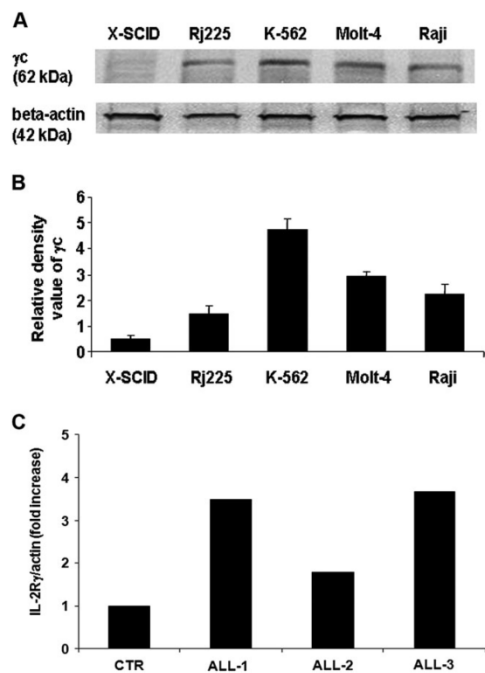 A
X-SCID Rj225 K-562 Molt-4 Raji
γc
(62 kDa)
beta-actin
(42 kDa)
B
Relative density
value of γc
6
5
4
3
2
1
0
X-SCID Rj225 K-562 Molt-4 Raji
C
IL-2Rγ/actin (fold increase)
5
4
3
2
1
0
CTR ALL-1 ALL-2 ALL-3